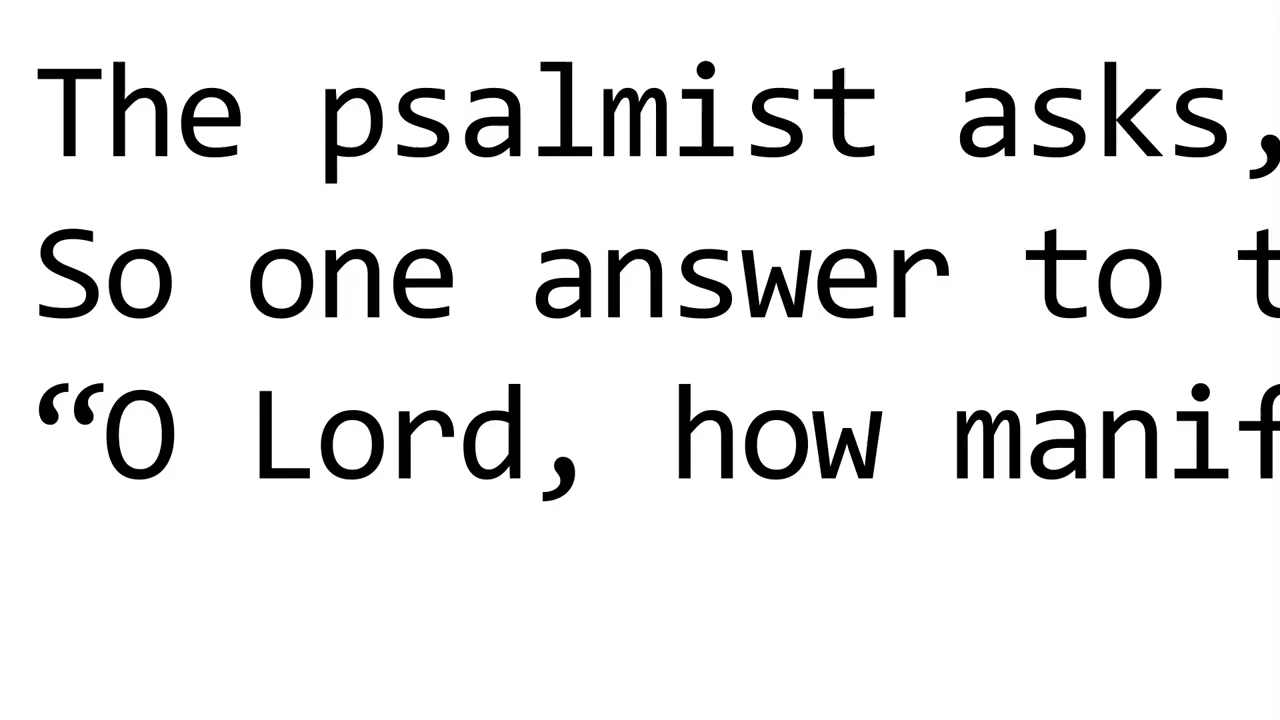 The psalmist asks,
So one answer to t
“O Lord, how manif